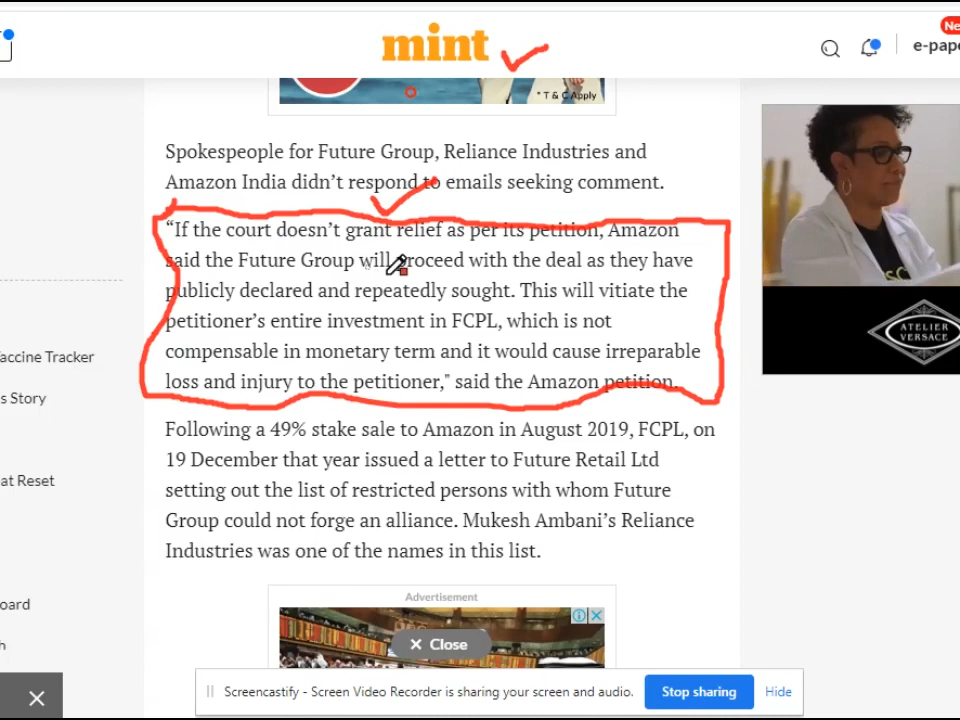 mint
Ne
e-pape
* T & C Apply
Spokespeople for Future Group, Reliance Industries and
Amazon India didn’t respond to emails seeking comment.
“If the court doesn’t grant relief as per its petition, Amazon
said the Future Group will proceed with the deal as they have
publicly declared and repeatedly sought. This will vitiate the
petitioner’s entire investment in FCPL, which is not
compensable in monetary term and it would cause irreparable
loss and injury to the petitioner," said the Amazon petition.
Following a 49% stake sale to Amazon in August 2019, FCPL, on
19 December that year issued a letter to Future Retail Ltd
setting out the list of restricted persons with whom Future
Group could not forge an alliance. Mukesh Ambani’s Reliance
Industries was one of the names in this list.
ATELIER
VERSACE
accine Tracker
s Story
at Reset
oard
h
Advertisement
Close
Screencastify - Screen Video Recorder is sharing your screen and audio.
Stop sharing
Hide